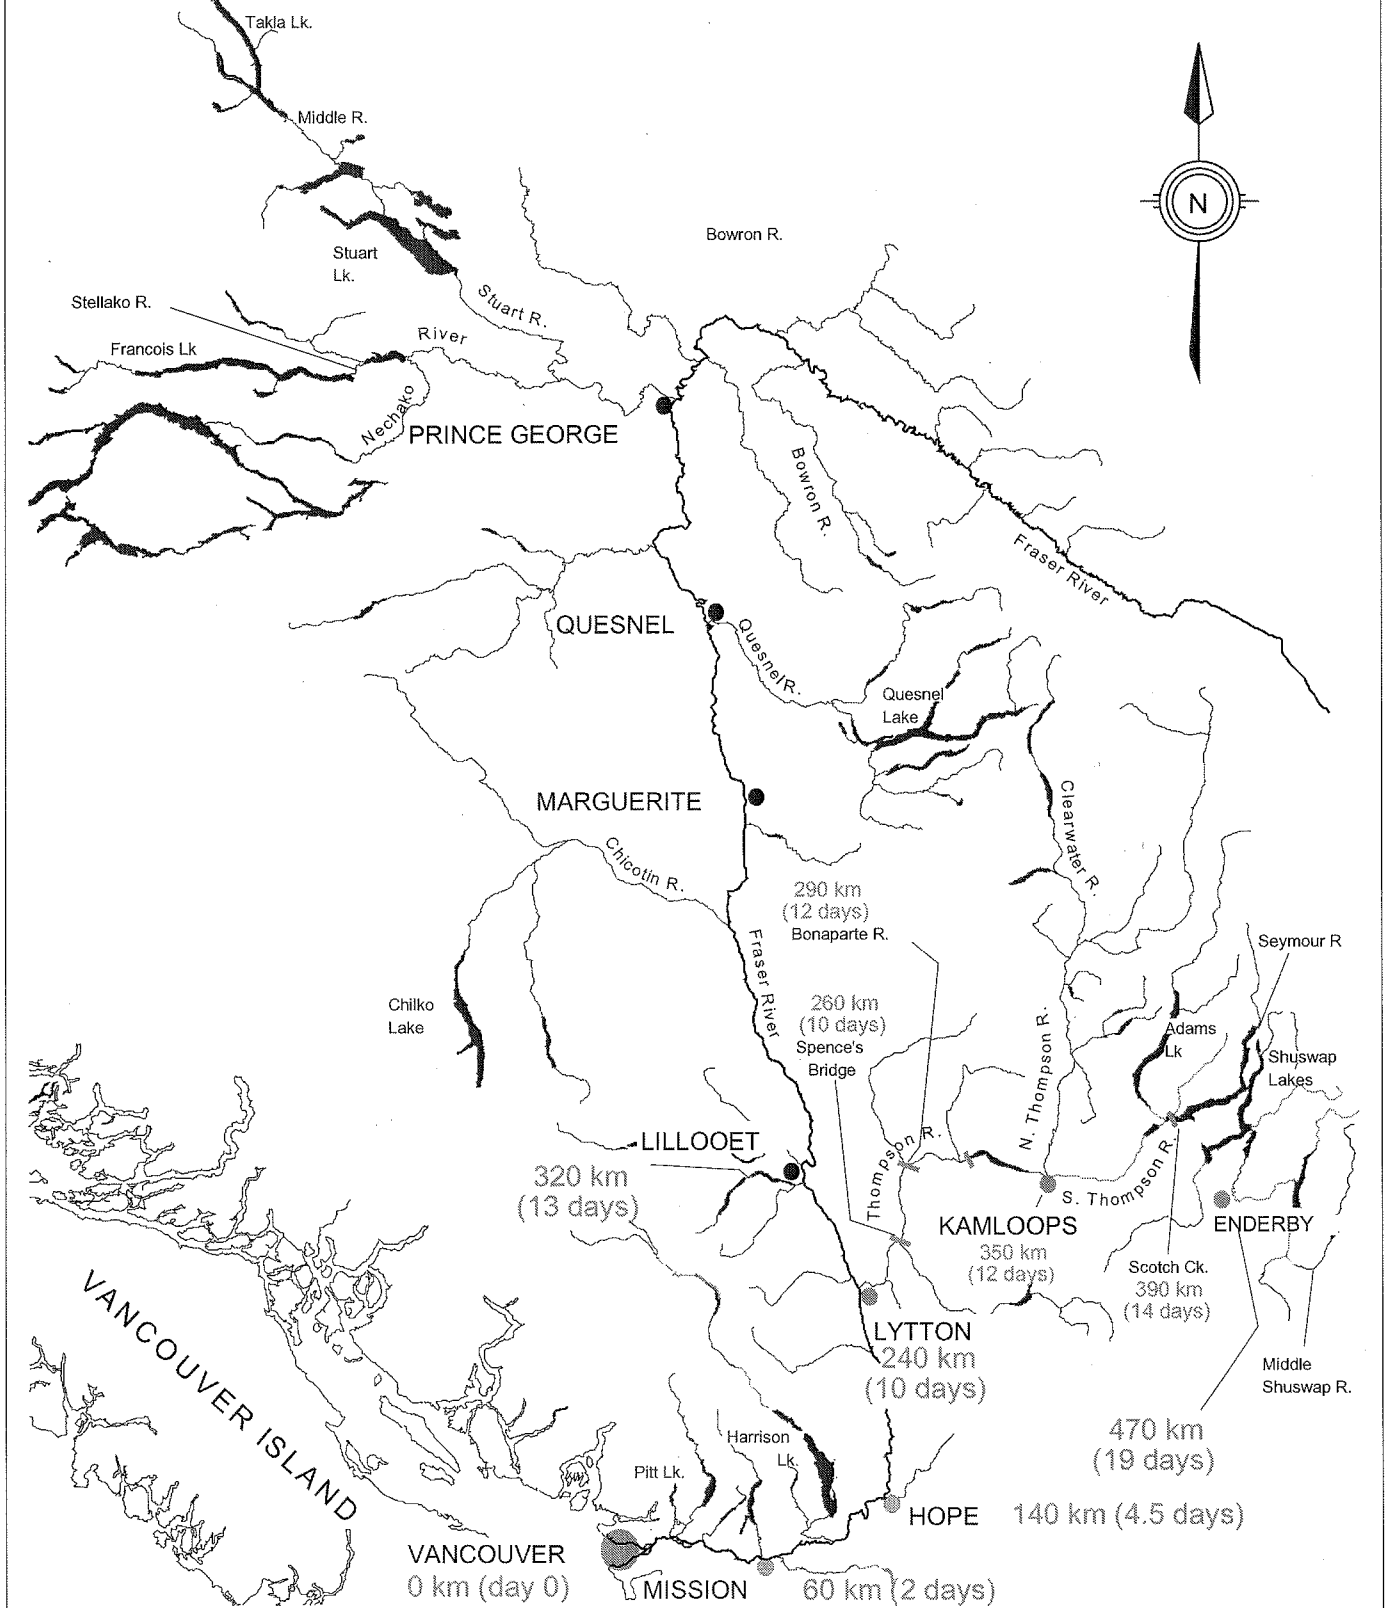 Takla Lk.
Middle R.
N
Bowron R.
Stuart
Lk.
Stellako R.
Stuart R.
River
Francois Lk
Nechako
PRINCE GEORGE
Bowron R.
Fraser River
QUESNEL
Quesnel R.
Quesnel
Lake
MARGUERITE
Clearwater R.
Chicotin R.
290 km
(12 days)
Bonaparte R.
Fraser River
Seymour R
Chilko
Lake
260 km
(10 days)
Spence's
Bridge
N. Thompson R.
Adams
Lk
Shuswap
Lakes
LILLOOET
320 km
(13 days)
Thompson R.
S. Thompson R.
KAMLOOPS
350 km
(12 days)
ENDERBY
Scotch Ck.
390 km
(14 days)
VANCOUVER ISLAND
LYTTON
240 km
(10 days)
Middle
Shuswap R.
470 km
(19 days)
Harrison
Lk.
Pitt Lk.
HOPE
140 km (4.5 days)
VANCOUVER
0 km (day 0)
MISSION
60 km (2 days)